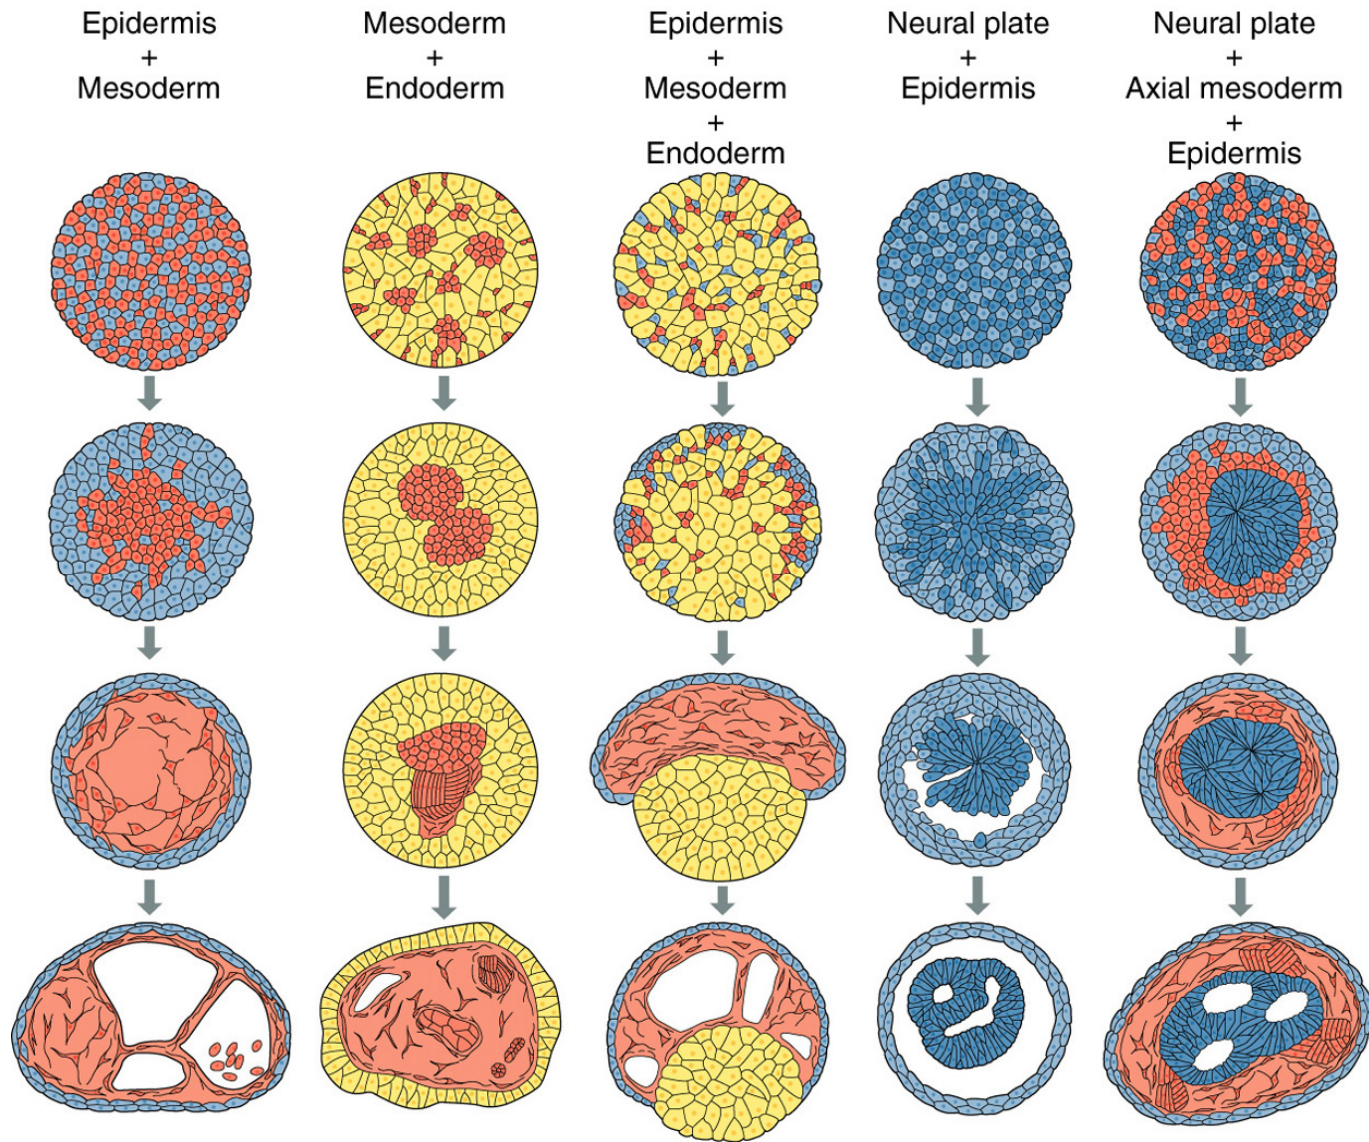 Epidermis
+
Mesoderm
Mesoderm
+
Endoderm
Epidermis
+
Mesoderm
+
Endoderm
Neural plate
+
Epidermis
Neural plate
+
Axial mesoderm
+
Epidermis